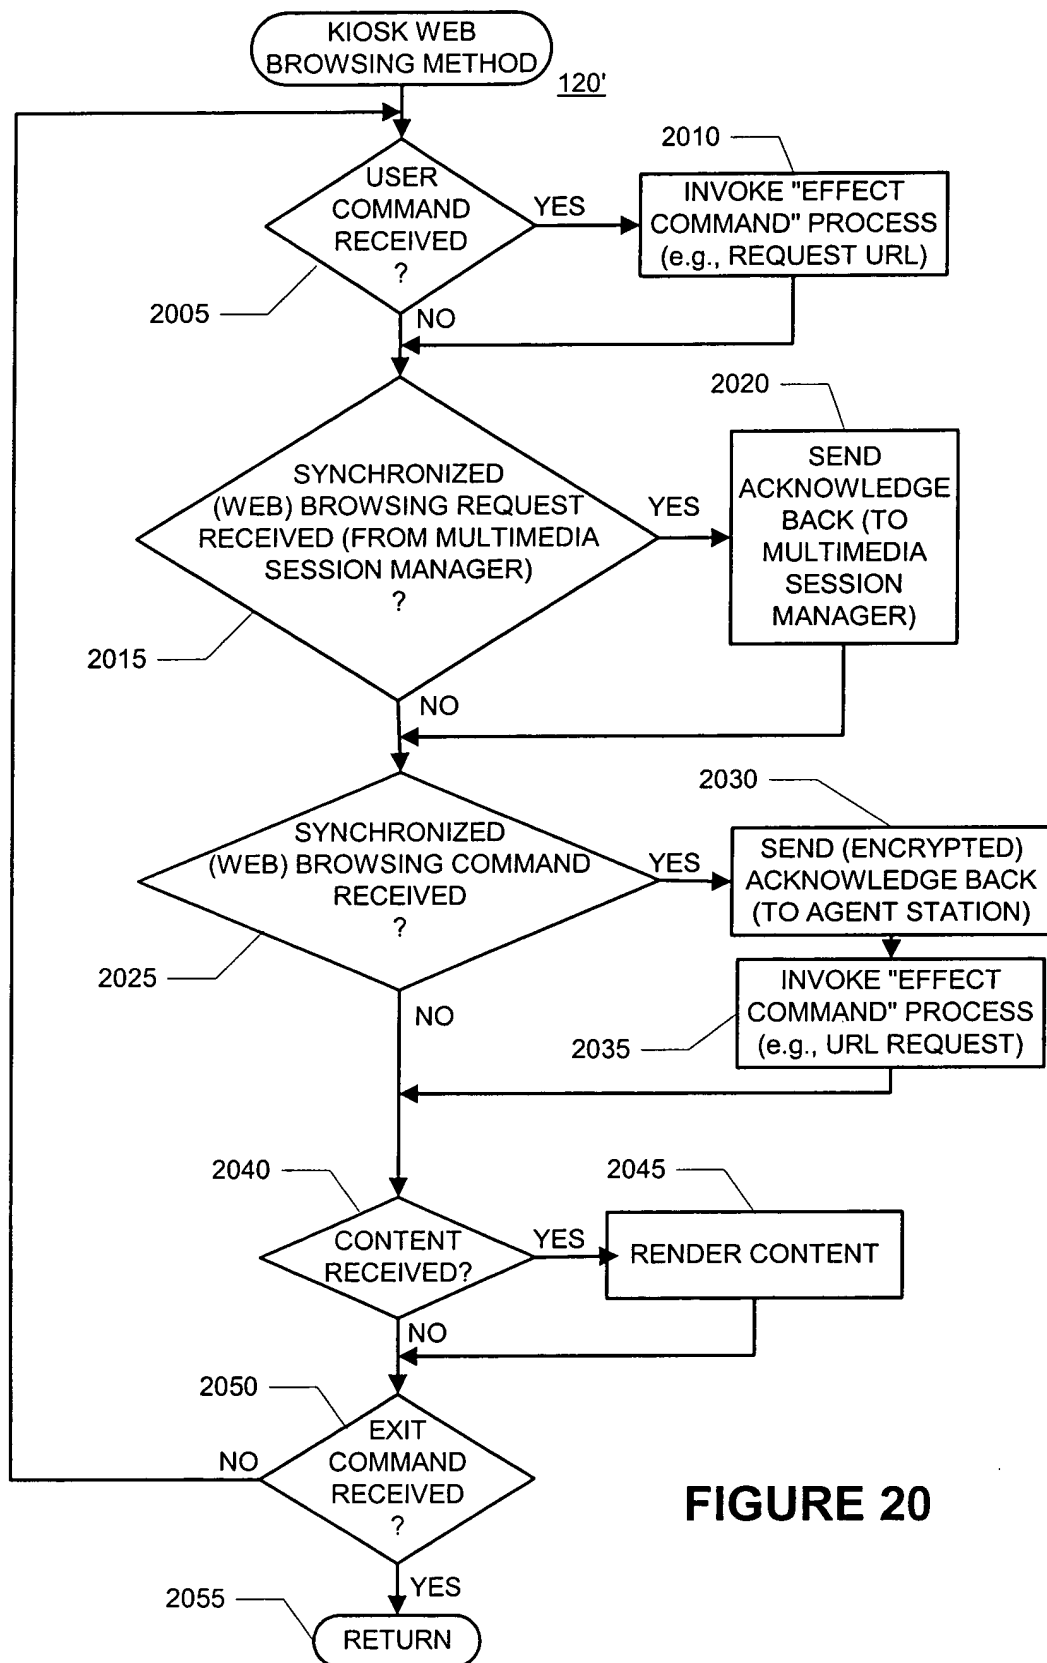 KIOSK WEB
BROWSING METHOD
120'
USER
COMMAND
RECEIVED
?
2005
YES
NO
2010
INVOKE "EFFECT
COMMAND" PROCESS
(e.g., REQUEST URL)
SYNCHRONIZED
(WEB) BROWSING REQUEST
RECEIVED (FROM MULTIMEDIA
SESSION MANAGER)
?
2015
YES
NO
2020
SEND
ACKNOWLEDGE
BACK (TO
MULTIMEDIA
SESSION
MANAGER)
SYNCHRONIZED
(WEB) BROWSING COMMAND
RECEIVED
?
2025
YES
NO
2030
SEND (ENCRYPTED)
ACKNOWLEDGE BACK
(TO AGENT STATION)
INVOKE "EFFECT
COMMAND" PROCESS
(e.g., URL REQUEST)
2035
2040
CONTENT
RECEIVED?
YES
NO
2045
RENDER CONTENT
2050
EXIT
COMMAND
RECEIVED
?
NO
YES
2055
RETURN
FIGURE 20